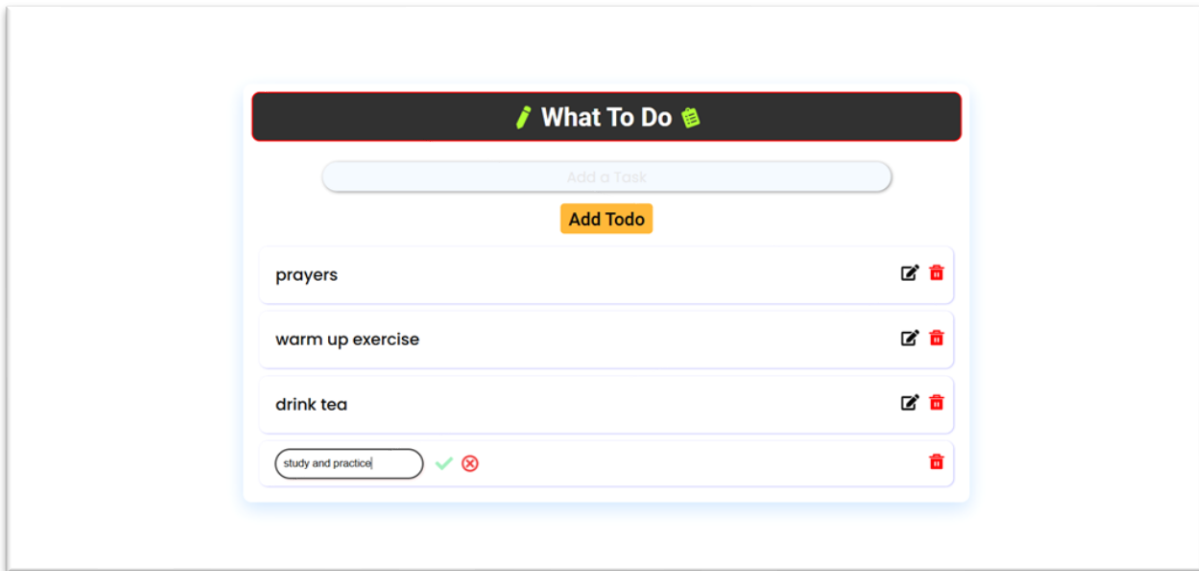 What To Do
Add a Task
Add Todo
prayers
warm up exercise
drink tea
study and practice